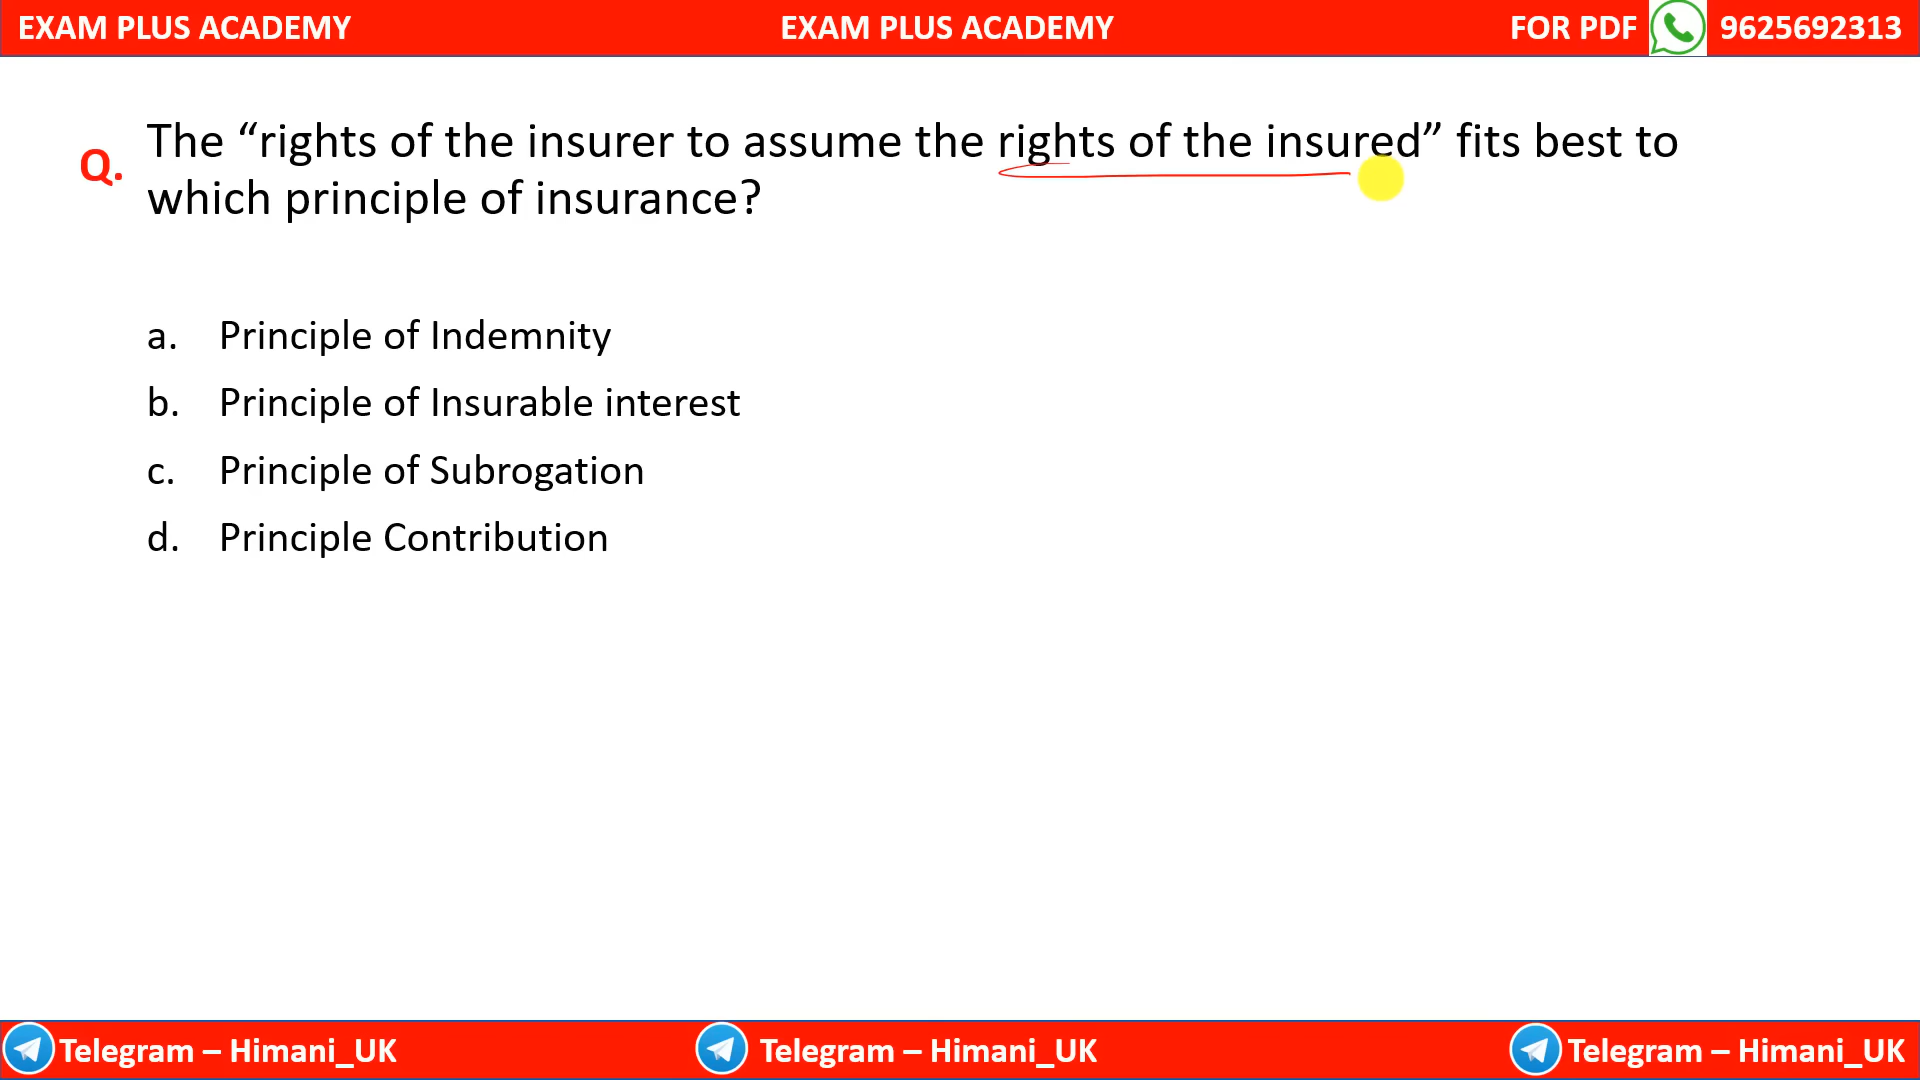 EXAM PLUS ACADEMY EXAM PLUS ACADEMY FOR PDF 9625692313
Q. The “rights of the insurer to assume the rights of the insured” fits best to
which principle of insurance?
a. Principle of Indemnity
b. Principle of Insurable interest
c. Principle of Subrogation
d. Principle Contribution
Telegram – Himani_UK Telegram – Himani_UK Telegram – Himani_UK